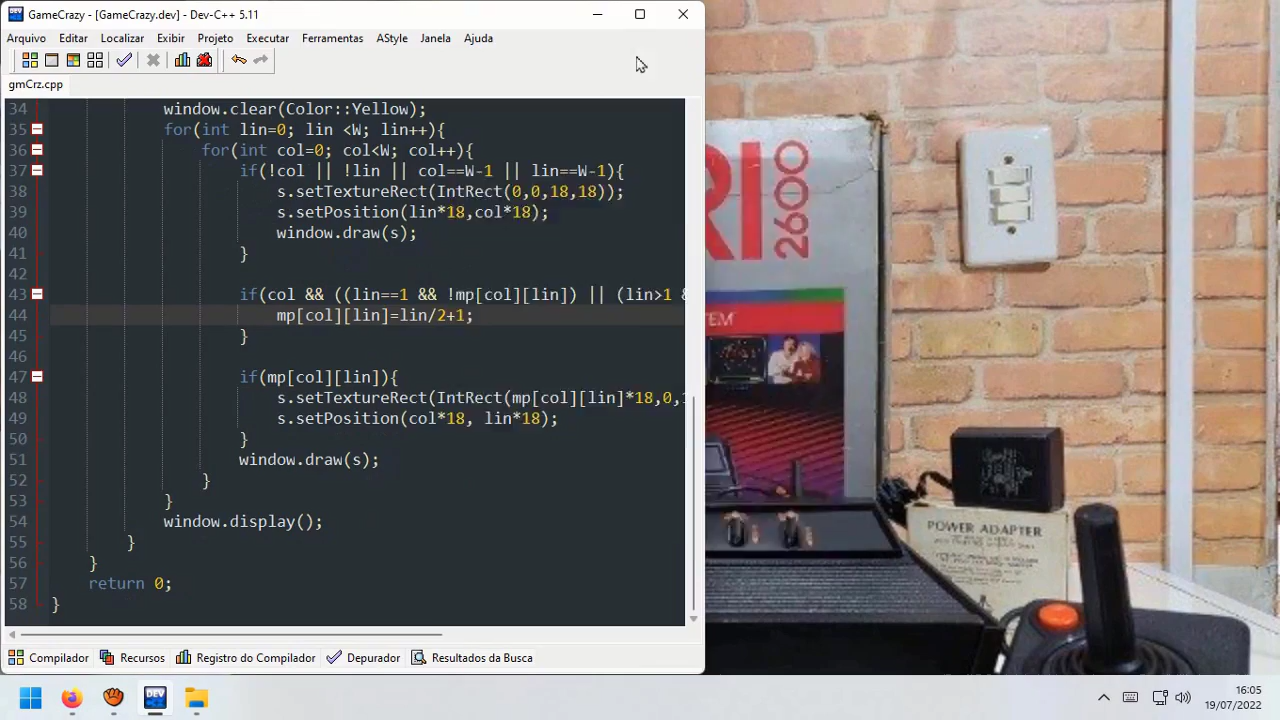 GameCrazy - [GameCrazy.dev] - Dev-C++ 5.11
Arquivo Editar Localizar Exibir Projeto Executar Ferramentas AStyle Janela Ajuda
gmCrz.cpp
34 window.clear(Color::Yellow);
35 for(int lin=0; lin <W; lin++){
36 for(int col=0; col<W; col++){
37 if(!col || !lin || col==W-1 || lin==W-1){
38 s.setTextureRect(IntRect(0,0,18,18));
39 s.setPosition(lin*18,col*18);
40 window.draw(s);
41 }
42
43 if(col && ((lin==1 && !mp[col][lin]) || (lin>1 &
44 mp[col][lin]=lin/2+1;
45 }
46
47 if(mp[col][lin]){
48 s.setTextureRect(IntRect(mp[col][lin]*18,0,1
49 s.setPosition(col*18, lin*18);
50 }
51 window.draw(s);
52 }
53 }
54 window.display();
55 }
56 }
57 return 0;
58 }
Compilador Recursos Registro do Compilador Depurador Resultados da Busca
RI 2600
TEM
POWER ADAPTER
DEV
16:05
19/07/2022